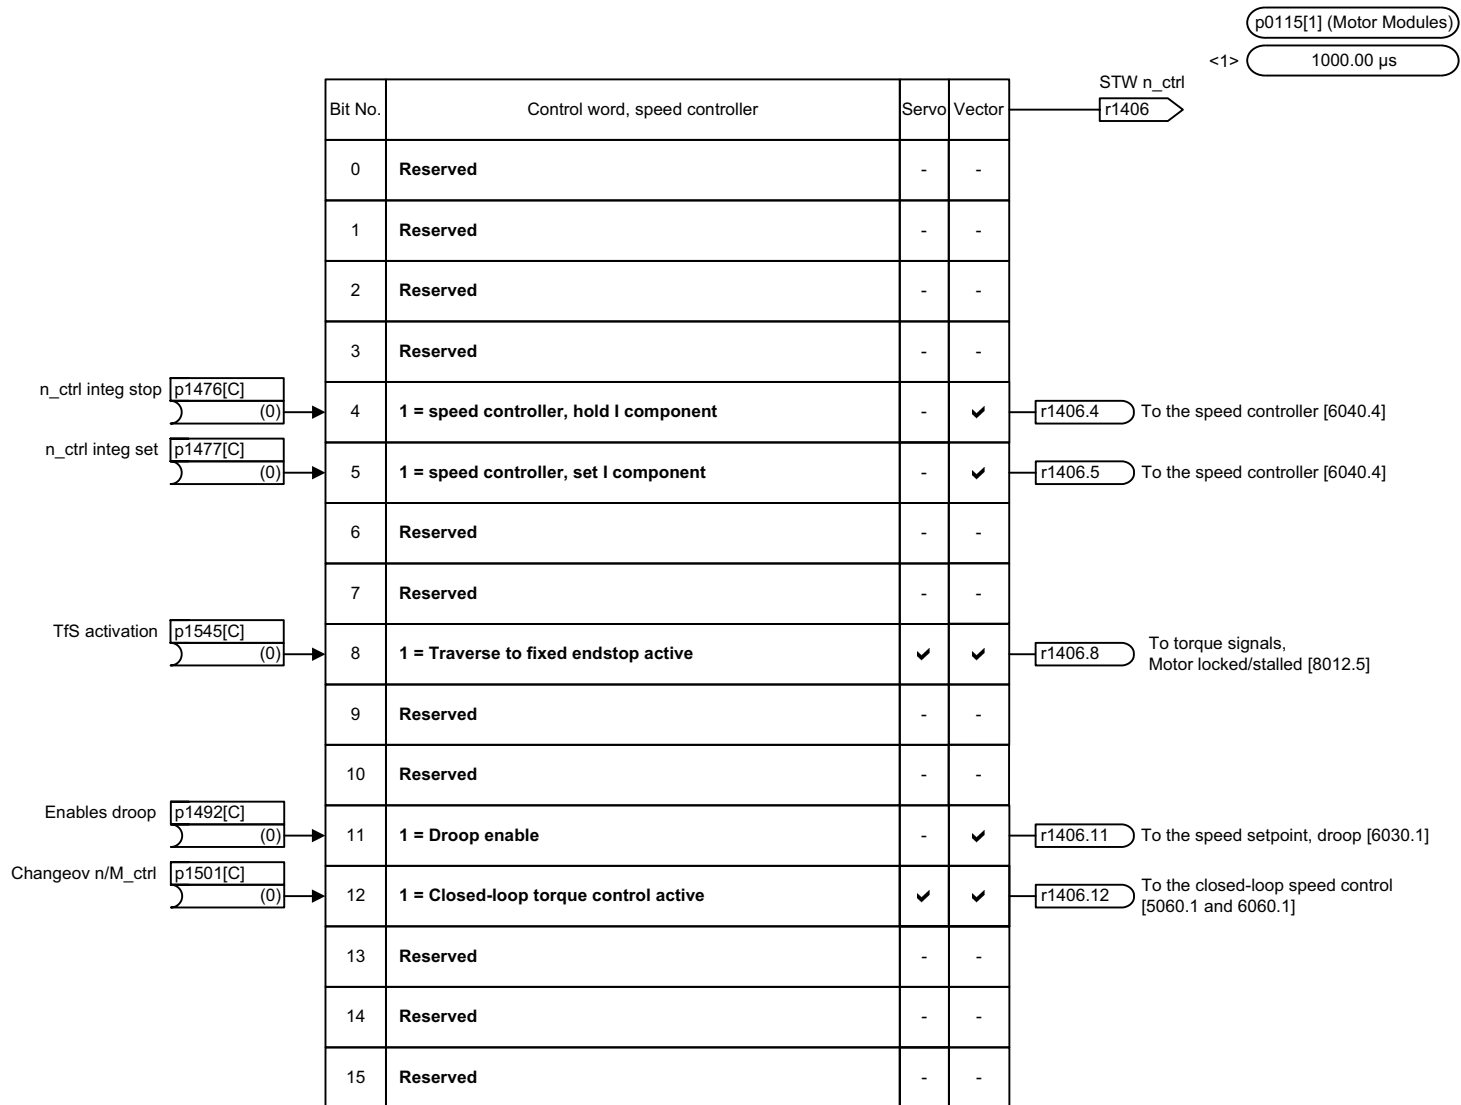 p0115[1] (Motor Modules)
<1> 1000.00 µs
STW n_ctrl
r1406
Bit No. Control word, speed controller Servo Vector
0 Reserved - -
1 Reserved - -
2 Reserved - -
3 Reserved - -
n_ctrl integ stop p1476[C]
(0) 4 1 = speed controller, hold I component - ✔ r1406.4 To the speed controller [6040.4]
n_ctrl integ set p1477[C]
(0) 5 1 = speed controller, set I component - ✔ r1406.5 To the speed controller [6040.4]
6 Reserved - -
7 Reserved - -
TfS activation p1545[C]
(0) 8 1 = Traverse to fixed endstop active ✔ ✔ r1406.8 To torque signals,
Motor locked/stalled [8012.5]
9 Reserved - -
10 Reserved - -
Enables droop p1492[C]
(0) 11 1 = Droop enable - ✔ r1406.11 To the speed setpoint, droop [6030.1]
Changeov n/M_ctrl p1501[C]
(0) 12 1 = Closed-loop torque control active ✔ ✔ r1406.12 To the closed-loop speed control
[5060.1 and 6060.1]
13 Reserved - -
14 Reserved - -
15 Reserved - -